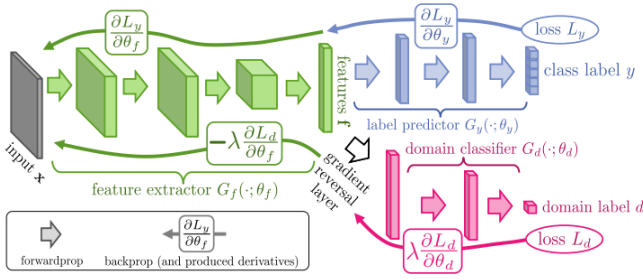 ∂L_y/∂θ_f
∂L_y/∂θ_y
loss L_y
features f
class label y
label predictor G_y(·; θ_y)
input x
−λ ∂L_d/∂θ_f
feature extractor G_f(·; θ_f)
gradient
reversal
layer
domain classifier G_d(·; θ_d)
domain label d
λ ∂L_d/∂θ_d
loss L_d
∂L_y/∂θ_f
forwardprop
backprop (and produced derivatives)